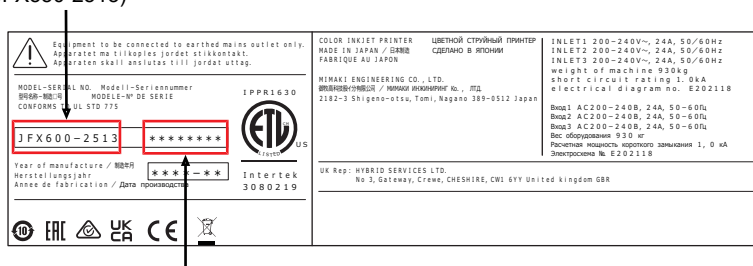 Equipment to be connected to earthed mains outlet only.
Apparatet ma tilkoples jordet stikkontakt.
Apparaten skall anslutas till jordat uttag.
MODEL-SERIAL NO. Modell-Seriennummer
MODELE-Nº DE SERIE
CONFORMS TO UL STD 775
IPPR1630
JFX600-2513
********
ETL
LISTED
US
Intertek
3080219
Year of manufacture / 制造年月
Herstellungsjahr
Annee de fabrication / Дата производства
****-**
10 EAC UK CA CE
COLOR INKJET PRINTER ЦВЕТНОЙ СТРУЙНЫЙ ПРИНТЕР
MADE IN JAPAN / 日本制造 СДЕЛАНО В ЯПОНИИ
FABRIQUE AU JAPON
MIMAKI ENGINEERING CO., LTD.
/ МИМАКИ ИНЖИНИРИНГ Ко., ЛТД.
2182-3 Shigeno-otsu, Tomi, Nagano 389-0512 Japan
INLET1 200-240V~, 24A, 50/60Hz
INLET2 200-240V~, 24A, 50/60Hz
INLET3 200-240V~, 24A, 50/60Hz
weight of machine 930kg
short circuit rating 1.0kA
electrical diagram no. E202118
Вход1 AC200-240В, 24А, 50-60Гц
Вход2 AC200-240В, 24А, 50-60Гц
Вход3 AC200-240В, 24А, 50-60Гц
Вес оборудования 930 кг
Расчетная мощность короткого замыкания 1, 0 кА
Электросхема № E202118
UK Rep: HYBRID SERVICES LTD.
No 3, Gateway, Crewe, CHESHIRE, CW1 6YY United kingdom GBR